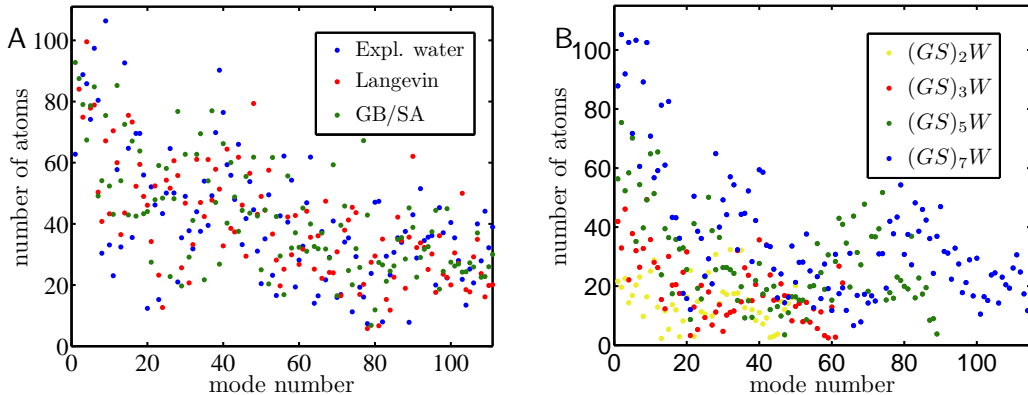 A
100
80
60
40
20
0
number of atoms
0
20
40
60
80
100
mode number
Expl. water
Langevin
GB/SA
B
100
80
60
40
20
0
number of atoms
0
20
40
60
80
100
mode number
(GS)₂W
(GS)₃W
(GS)₅W
(GS)₇W